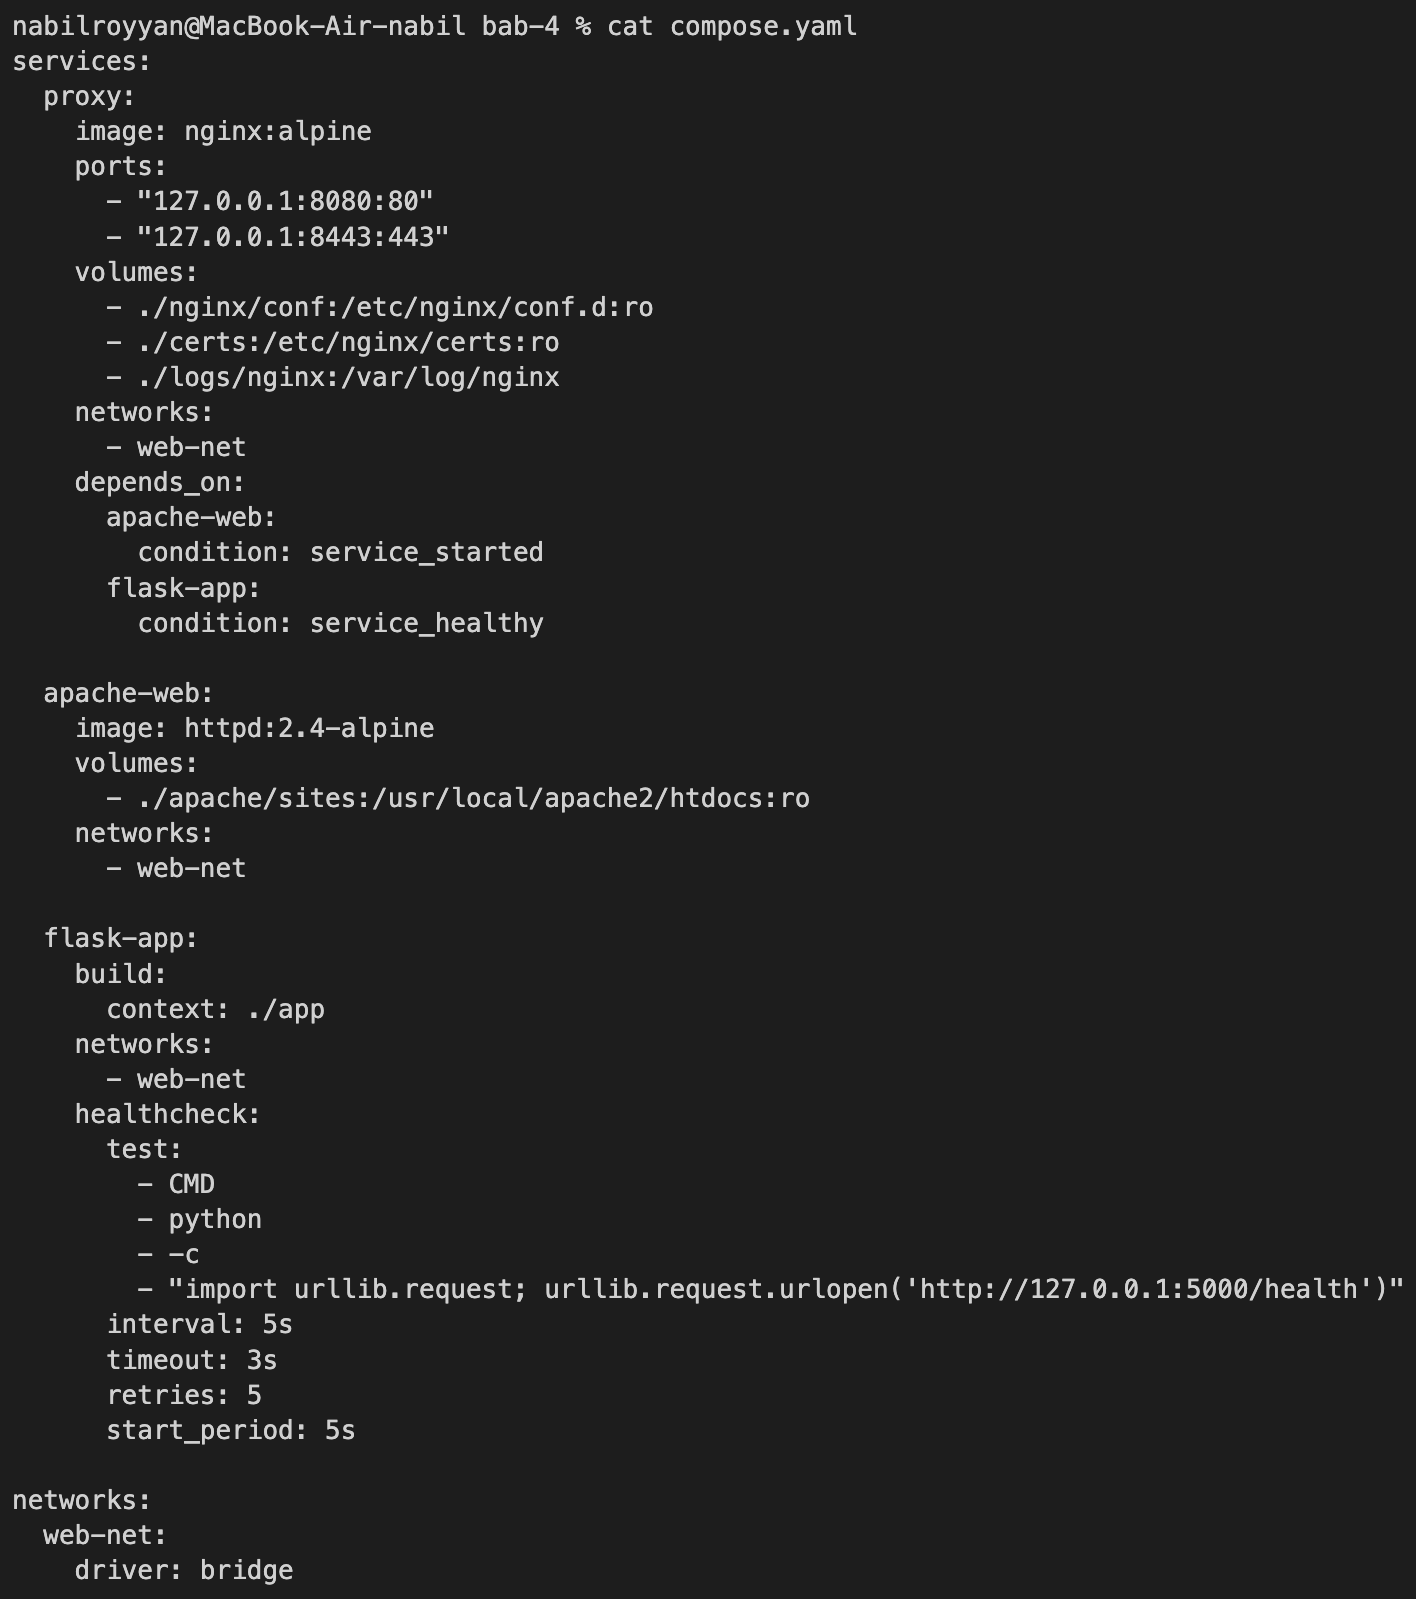 nabilroyyan@MacBook-Air-nabil bab-4 % cat compose.yaml
services:
  proxy:
    image: nginx:alpine
    ports:
      - "127.0.0.1:8080:80"
      - "127.0.0.1:8443:443"
    volumes:
      - ./nginx/conf:/etc/nginx/conf.d:ro
      - ./certs:/etc/nginx/certs:ro
      - ./logs/nginx:/var/log/nginx
    networks:
      - web-net
    depends_on:
      apache-web:
        condition: service_started
      flask-app:
        condition: service_healthy

  apache-web:
    image: httpd:2.4-alpine
    volumes:
      - ./apache/sites:/usr/local/apache2/htdocs:ro
    networks:
      - web-net

  flask-app:
    build:
      context: ./app
    networks:
      - web-net
    healthcheck:
      test:
        - CMD
        - python
        - -c
        - "import urllib.request; urllib.request.urlopen('http://127.0.0.1:5000/health')"
      interval: 5s
      timeout: 3s
      retries: 5
      start_period: 5s

networks:
  web-net:
    driver: bridge